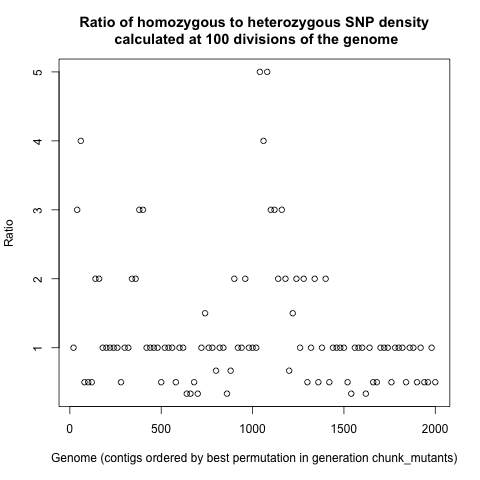 Ratio of homozygous to heterozygous SNP density
calculated at 100 divisions of the genome
5
4
3
2
1
Ratio
0 500 1000 1500 2000
Genome (contigs ordered by best permutation in generation chunk_mutants)